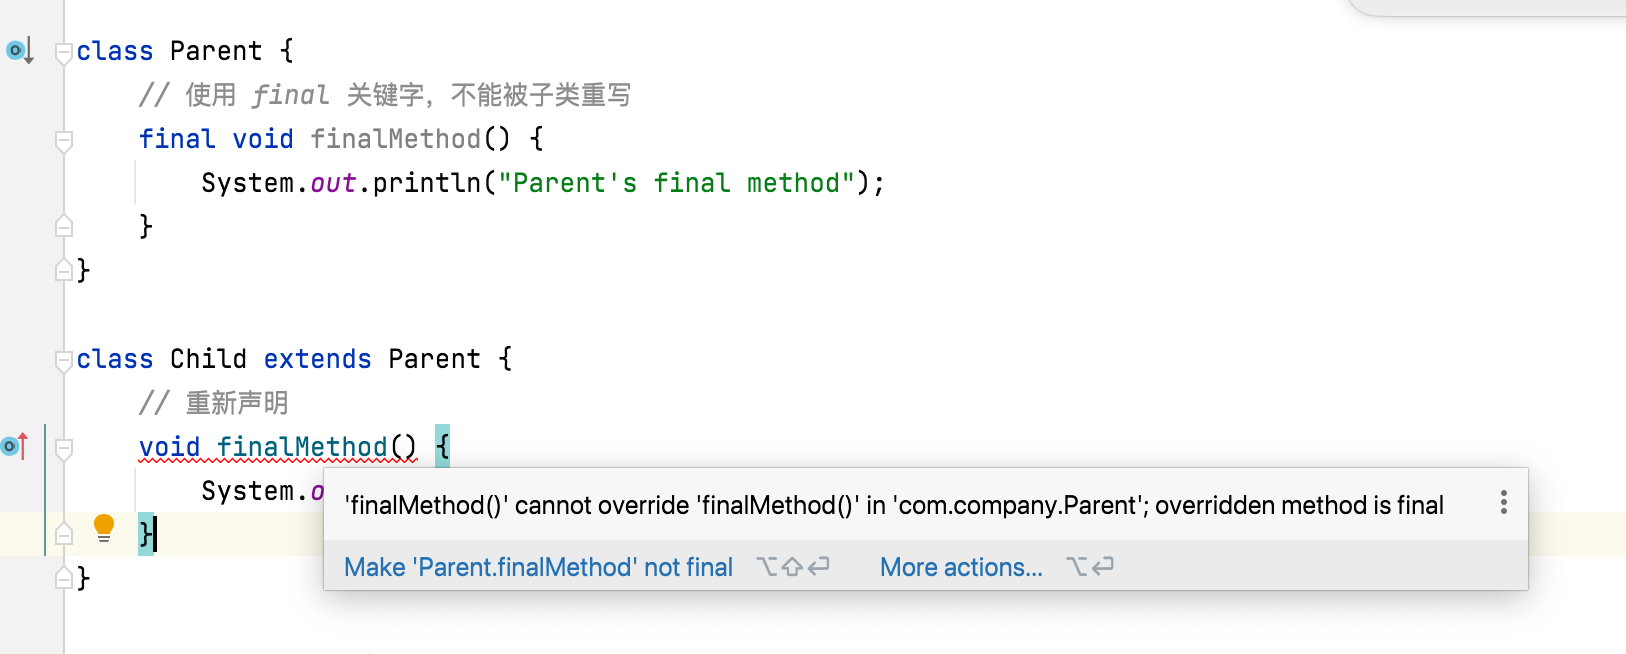 class Parent {
// 使用 final 关键字，不能被子类重写
final void finalMethod() {
System.out.println("Parent's final method");
}
}
class Child extends Parent {
// 重新声明
void finalMethod() {
System.o
'finalMethod()' cannot override 'finalMethod()' in 'com.company.Parent'; overridden method is final
}
Make 'Parent.finalMethod' not final ⌥⇧⏎ More actions... ⌥⏎
}